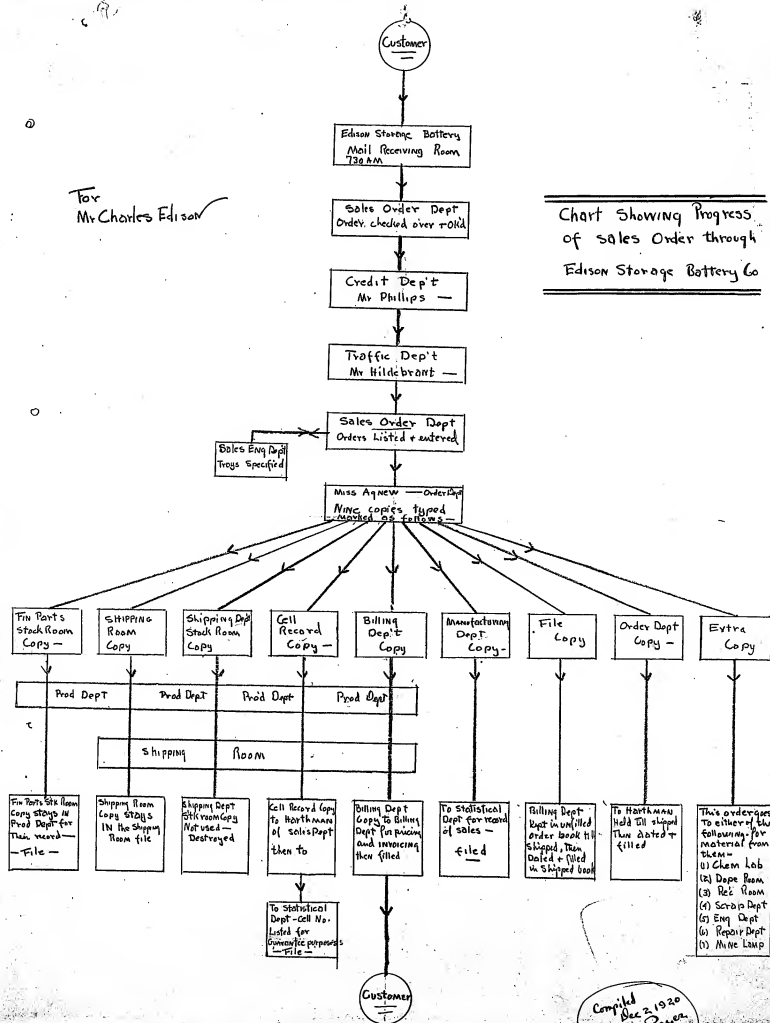 Customer
Edison Storage Battery
Mail Receiving Room
730 AM
For
Mr Charles Edison
Chart Showing Progress
of Sales Order through
Edison Storage Battery Co
Sales Order Dept
Order checked over + OK'd
Credit Dep't
Mr Phillips —
Traffic Dep't
Mr Hildebrant —
Sales Order Dept
Orders Listed + entered
Sales Eng Dep't
Trays Specified
Miss Agnew — Order Dept
Nine copies typed
— marked as follows —
Fin Parts
Stock Room
Copy —
SHIPPING
ROOM
Copy
Shipping Dep't
Stock Room
Copy
Cell
Record
Copy —
Billing
Dep't
Copy
Manufacturing
Dept.
Copy -
File
Copy
Order Dept
Copy —
Extra
Copy
Prod Dept Prod Dept Prod Dept Prod Dept
Shipping Room
Fin Parts Stk Room
Copy stays IN
Prod Dept for
Their record —
— File —
Shipping Room
Copy STAYS
IN the Shipping
Room file
Shipping Dept
Stkroom Copy
Not used —
Destroyed
Cell Record Copy
to Harthman
of sales Dept
then to
To Statistical
Dept - Cell No.
Listed for
Guarantee purposes
— File —
Billing Dept
Copy to Billing
Dept for pricing
and INVOICING
then filled
Customer
To Statistical
Dept for record
of sales —
filed
Billing Dept
Kept in unfilled
order book till
Shipped, Then
Dated + filled
in Shipped book
To Harthman
Held Till shipped
Then dated +
filled
This order goes
To either of the
following - for
material from
them —
(1) Chem Lab
(2) Dope Room
(3) Rec Room
(4) Scrap Dept
(5) Eng Dept
(6) Repair Dept
(7) Mine Lamp
Compiled
Dec 2 1920